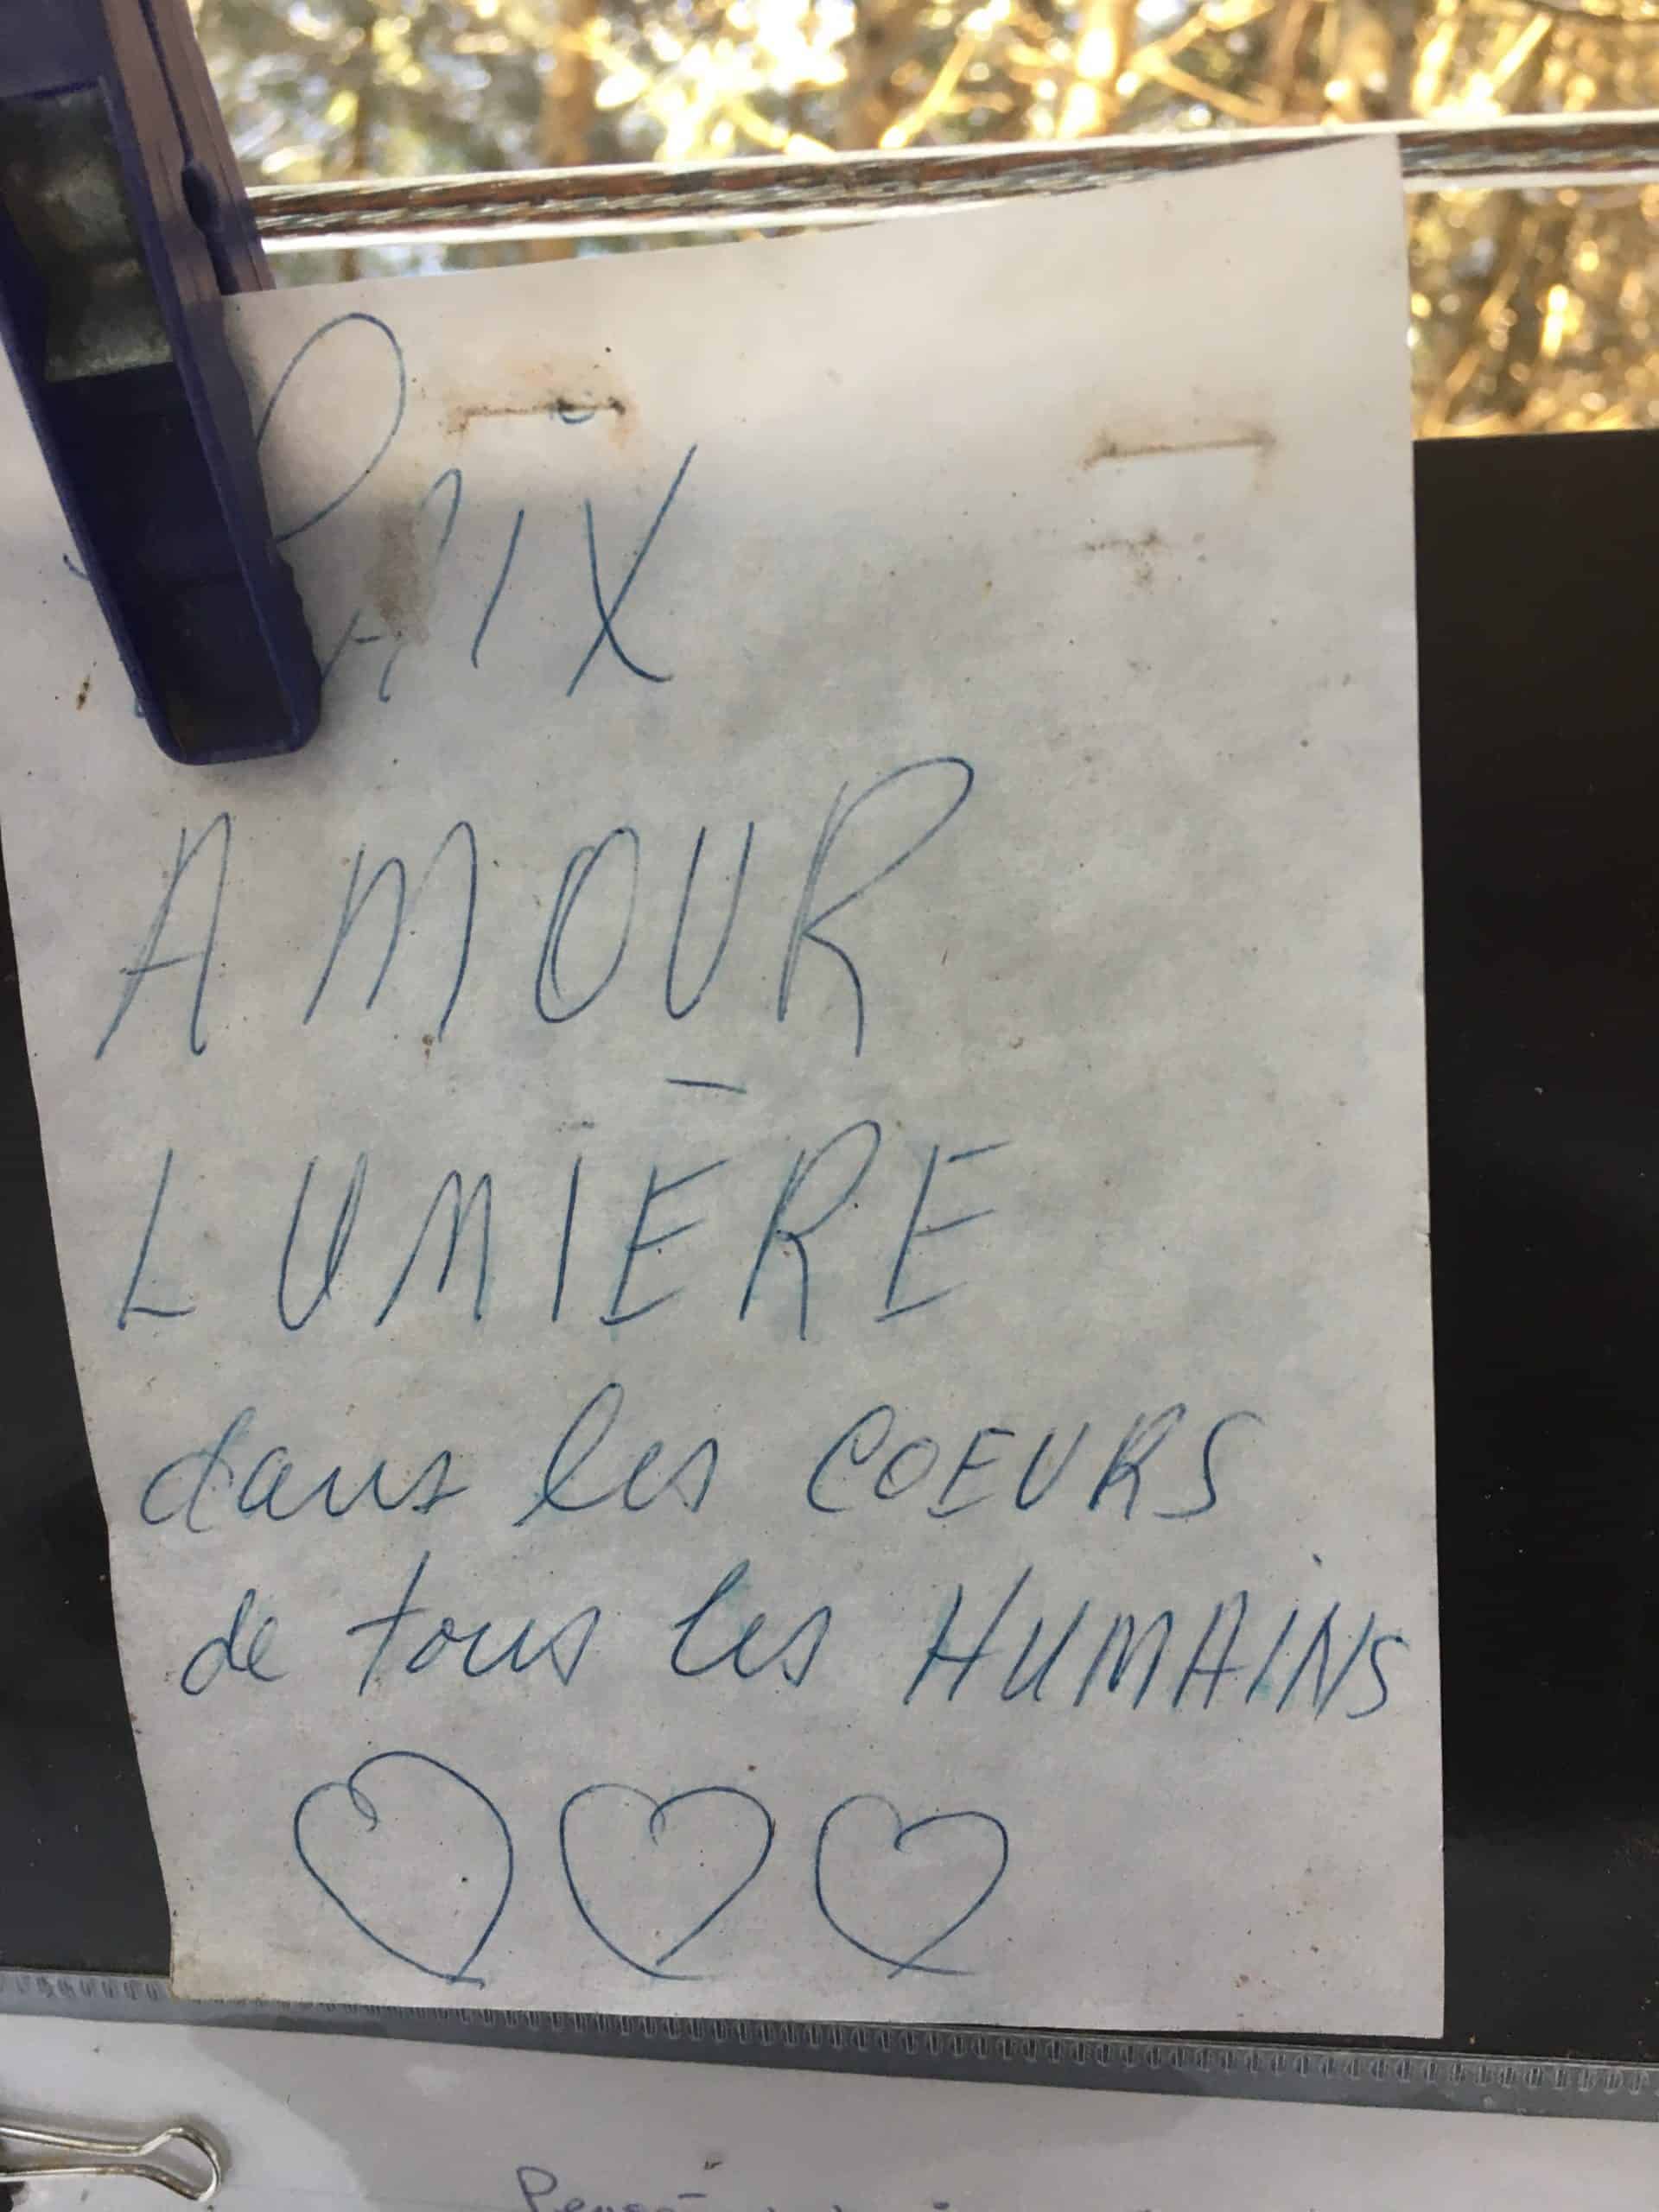 PAIX
AMOUR
LUMIÈRE
dans les COEURS
de tous les HUMAINS